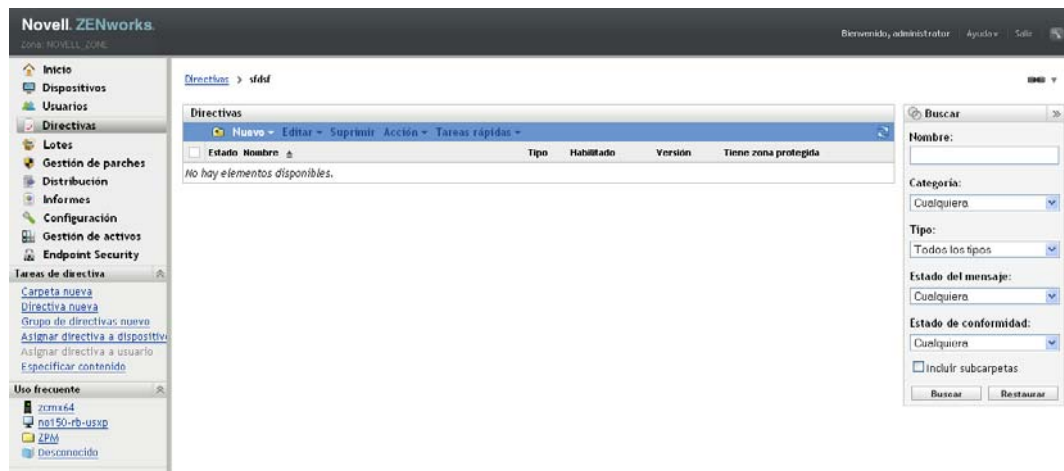 Novell. ZENworks.
Zona: NOVELL_ZONE
Bienvenido, administrator Ayuda Salir
Inicio
Dispositivos
Usuarios
Directivas
Lotes
Gestión de parches
Distribución
Informes
Configuración
Gestión de activos
Endpoint Security
Tareas de directiva
Carpeta nueva
Directiva nueva
Grupo de directivas nuevo
Asignar directiva a dispositivo
Asignar directiva a usuario
Especificar contenido
Uso frecuente
zcmx64
no150-rb-usxp
ZPM
Desconocido
Directivas > sfdsf
Directivas
Nuevo Editar Suprimir Acción Tareas rápidas
Estado Nombre Tipo Habilitado Versión Tiene zona protegida
No hay elementos disponibles.
Buscar
Nombre:
Categoría:
Cualquiera
Tipo:
Todos los tipos
Estado del mensaje:
Cualquiera
Estado de conformidad:
Cualquiera
Incluir subcarpetas
Buscar Restaurar